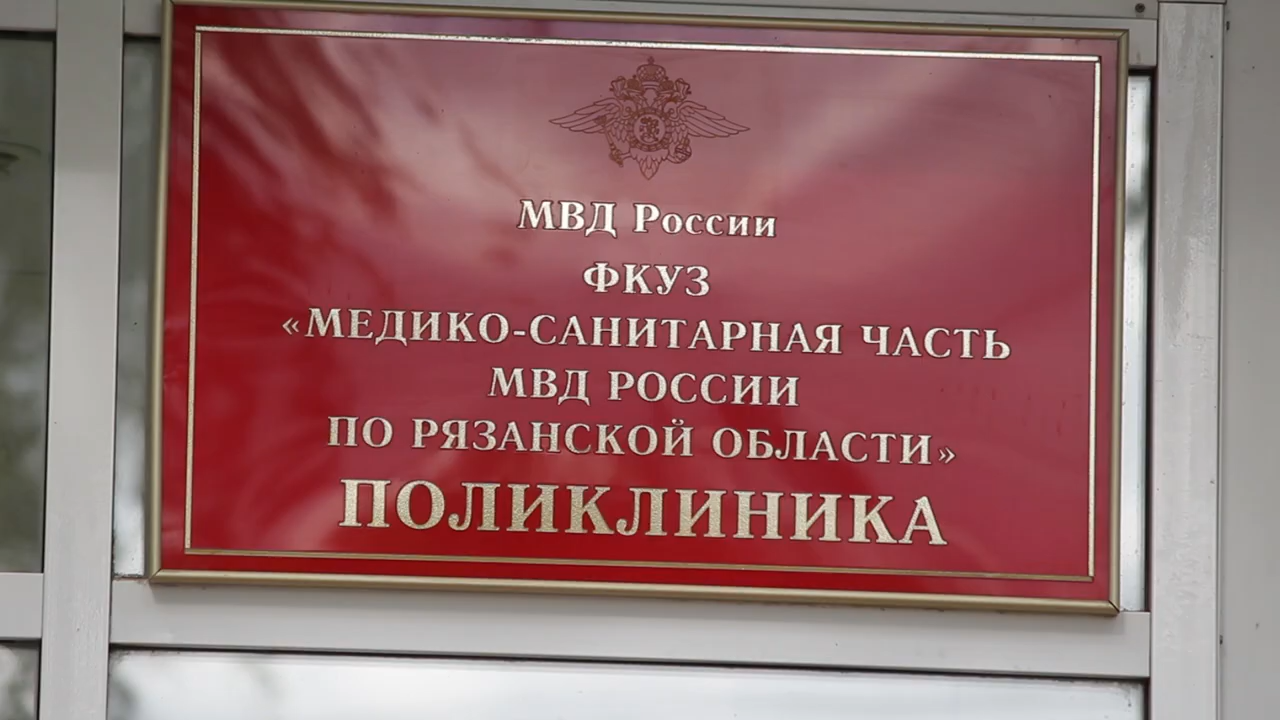 МВД России
ФКУЗ
«МЕДИКО-САНИТАРНАЯ ЧАСТЬ
МВД РОССИИ
ПО РЯЗАНСКОЙ ОБЛАСТИ»
ПОЛИКЛИНИКА